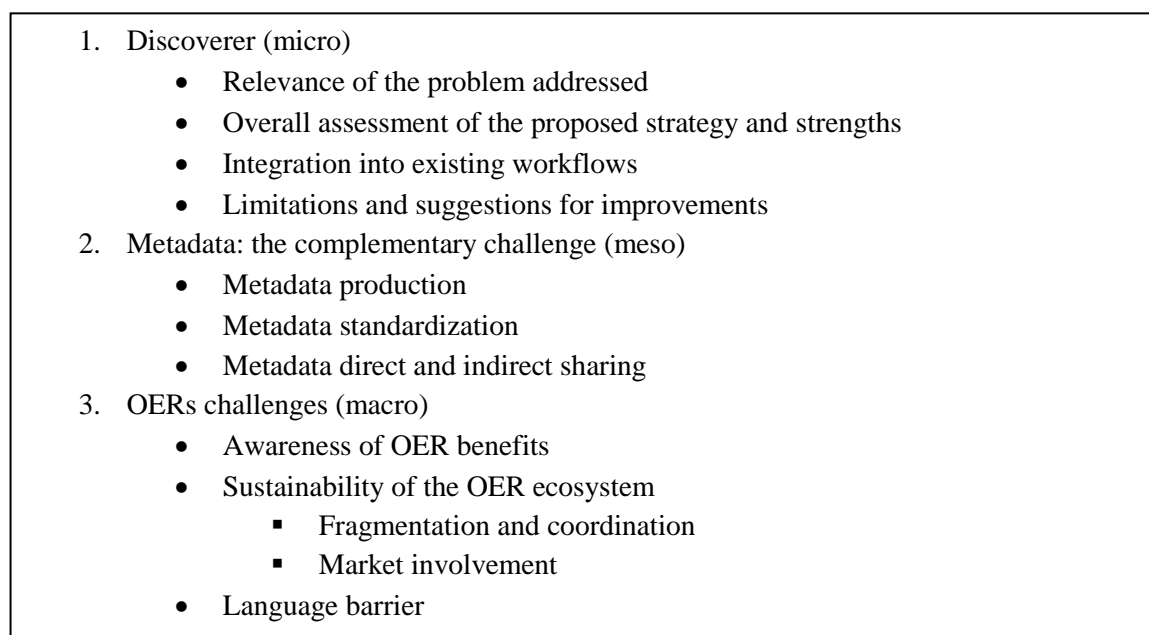 1. Discoverer (micro)
• Relevance of the problem addressed
• Overall assessment of the proposed strategy and strengths
• Integration into existing workflows
• Limitations and suggestions for improvements
2. Metadata: the complementary challenge (meso)
• Metadata production
• Metadata standardization
• Metadata direct and indirect sharing
3. OERs challenges (macro)
• Awareness of OER benefits
• Sustainability of the OER ecosystem
▪ Fragmentation and coordination
▪ Market involvement
• Language barrier